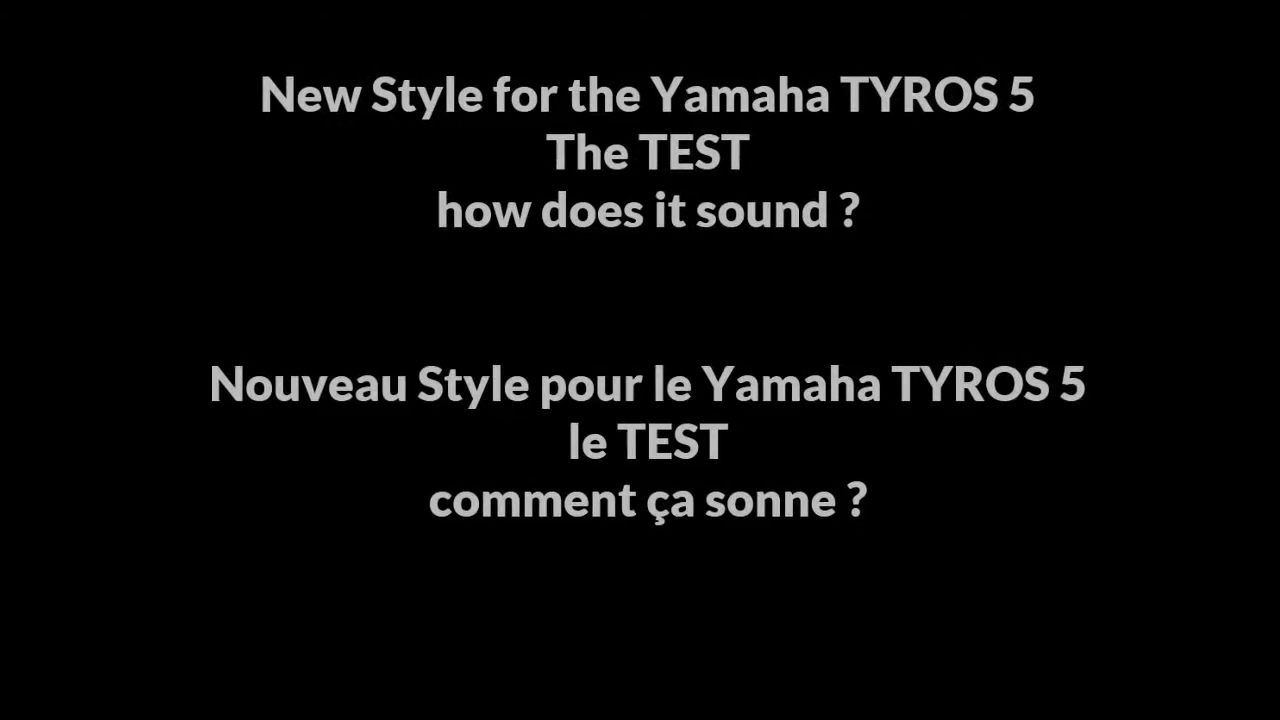 New Style for the Yamaha TYROS 5
The TEST
how does it sound ?
Nouveau Style pour le Yamaha TYROS 5
le TEST
comment ça sonne ?